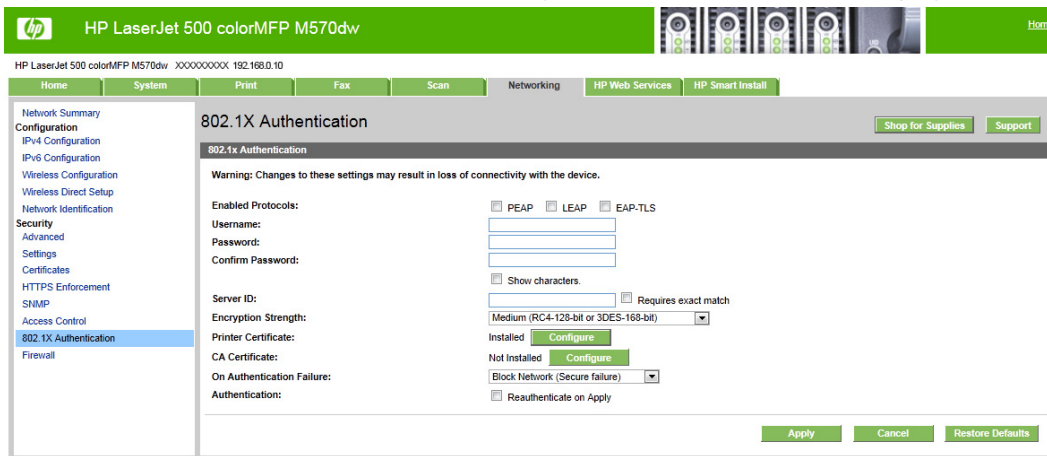 hp HP LaserJet 500 colorMFP M570dw
Hom
HP LaserJet 500 colorMFP M570dw XXXXXXXXX 192.168.0.10
Home System Print Fax Scan Networking HP Web Services HP Smart Install
Network Summary
Configuration
IPv4 Configuration
IPv6 Configuration
Wireless Configuration
Wireless Direct Setup
Network Identification
Security
Advanced
Settings
Certificates
HTTPS Enforcement
SNMP
Access Control
802.1X Authentication
Firewall
802.1X Authentication
Shop for Supplies Support
802.1x Authentication
Warning: Changes to these settings may result in loss of connectivity with the device.
Enabled Protocols: PEAP LEAP EAP-TLS
Username:
Password:
Confirm Password:
Show characters.
Server ID: Requires exact match
Encryption Strength: Medium (RC4-128-bit or 3DES-168-bit)
Printer Certificate: Installed Configure
CA Certificate: Not Installed Configure
On Authentication Failure: Block Network (Secure failure)
Authentication: Reauthenticate on Apply
Apply Cancel Restore Defaults